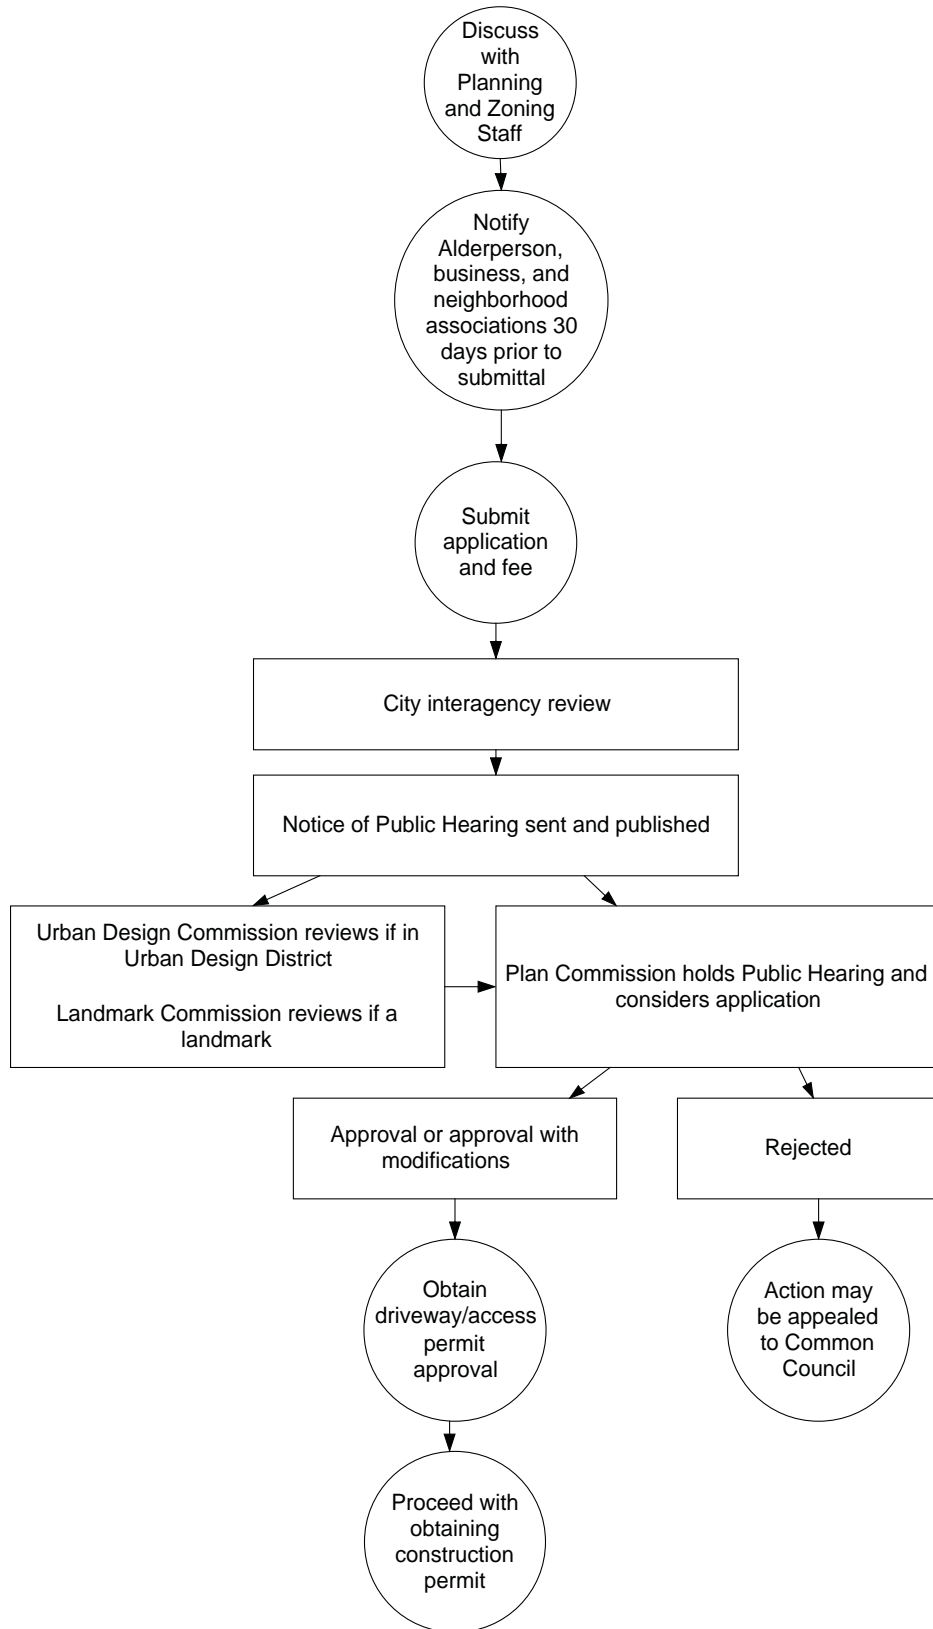 Discuss
with
Planning
and Zoning
Staff
Notify
Alderperson,
business, and
neighborhood
associations 30
days prior to
submittal
Submit
application
and fee
City interagency review
Notice of Public Hearing sent and published
Urban Design Commission reviews if in
Urban Design District
Landmark Commission reviews if a
landmark
Plan Commission holds Public Hearing and
considers application
Approval or approval with
modifications
Rejected
Obtain
driveway/access
permit
approval
Action may
be appealed
to Common
Council
Proceed with
obtaining
construction
permit